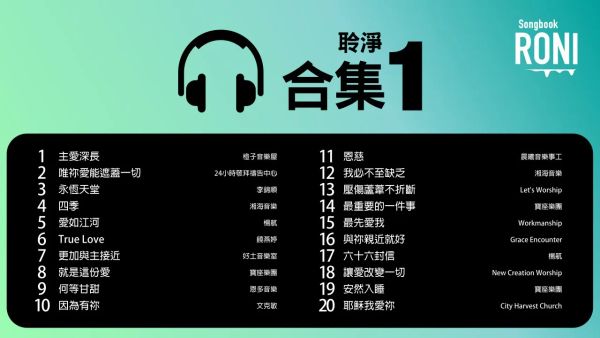 Songbook
RONI
聆淨
合集1
1 主愛深長 橙子音樂屋
2 唯祢愛能遮蓋一切 24小時敬拜禱告中心
3 永恆天堂 李錦順
4 四季 湘海音樂
5 愛如江河 楊航
6 True Love 饒燕婷
7 更加與主接近 好土音樂室
8 就是這份愛 寶座樂團
9 何等甘甜 恩多音樂
10 因為有祢 文克敏
11 恩慈 晨曦音樂事工
12 我必不至缺乏 湘海音樂
13 壓傷蘆葦不折斷 Let's Worship
14 最重要的一件事 寶座樂團
15 最先愛我 Workmanship
16 與祢親近就好 Grace Encounter
17 六十六封信 楊航
18 讓愛改變一切 New Creation Worship
19 安然入睡 寶座樂團
20 耶穌我愛祢 City Harvest Church